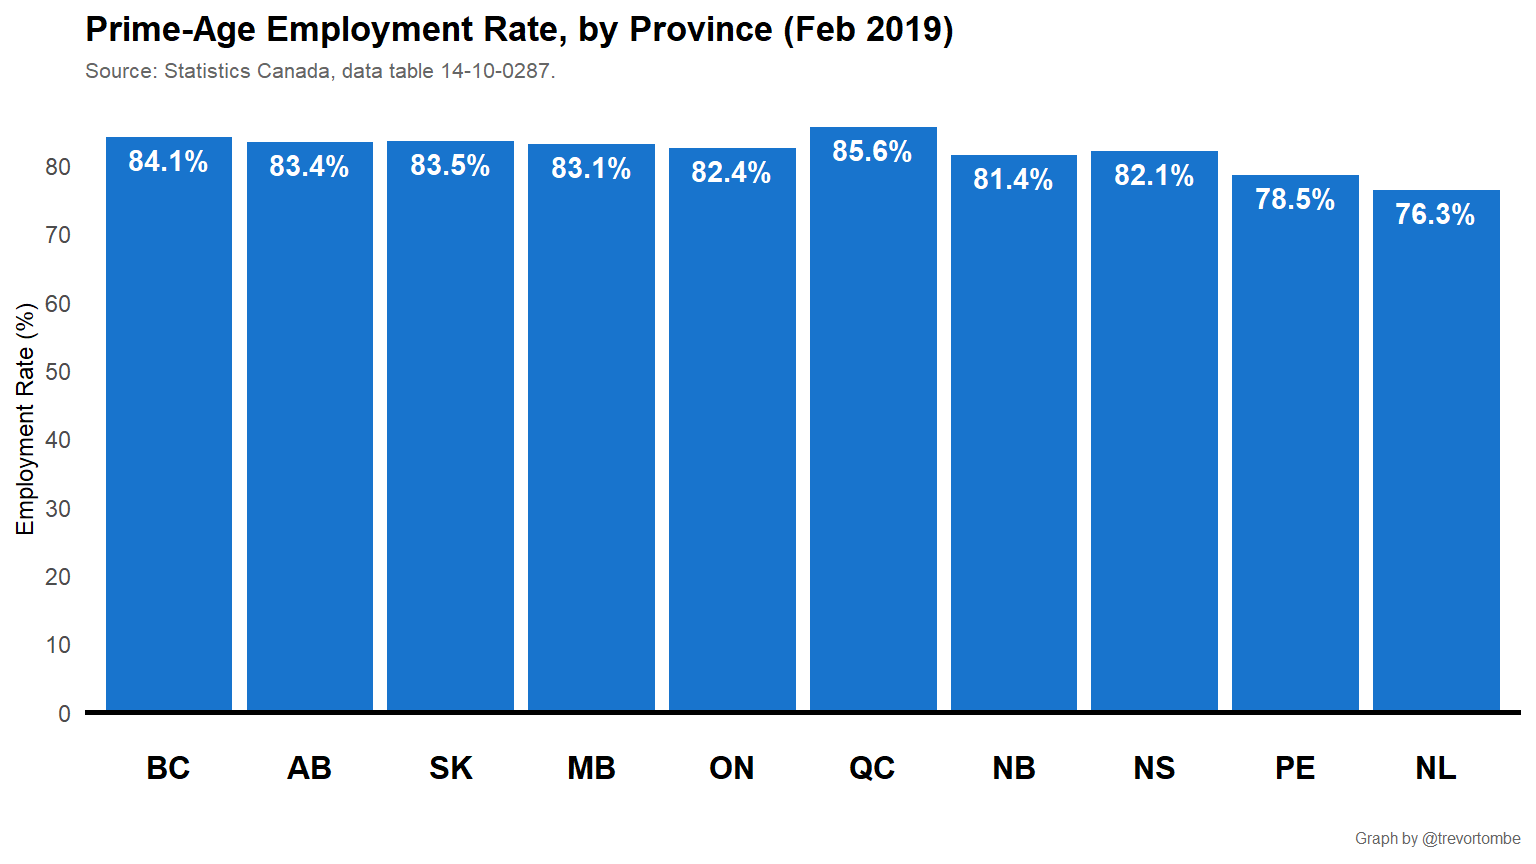 Prime-Age Employment Rate, by Province (Feb 2019)
Source: Statistics Canada, data table 14-10-0287.
Employment Rate (%)
80
70
60
50
40
30
20
10
0
84.1% 83.4% 83.5% 83.1% 82.4% 85.6% 81.4% 82.1% 78.5% 76.3%
BC AB SK MB ON QC NB NS PE NL
Graph by @trevortombe